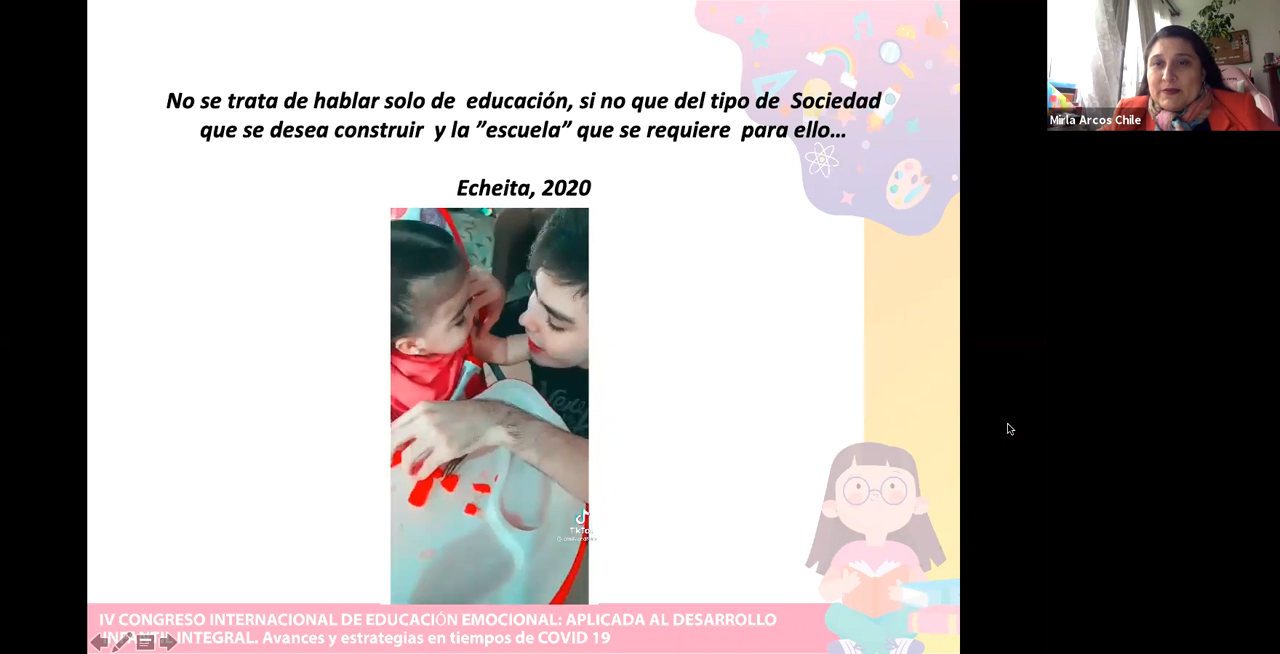 No se trata de hablar solo de educación, si no que del tipo de Sociedad
que se desea construir y la ”escuela” que se requiere para ello...
Echeita, 2020
Mirla Arcos Chile
TikTok
IV CONGRESO INTERNACIONAL DE EDUCACIÓN EMOCIONAL: APLICADA AL DESARROLLO
INFANTIL INTEGRAL. Avances y estrategias en tiempos de COVID 19